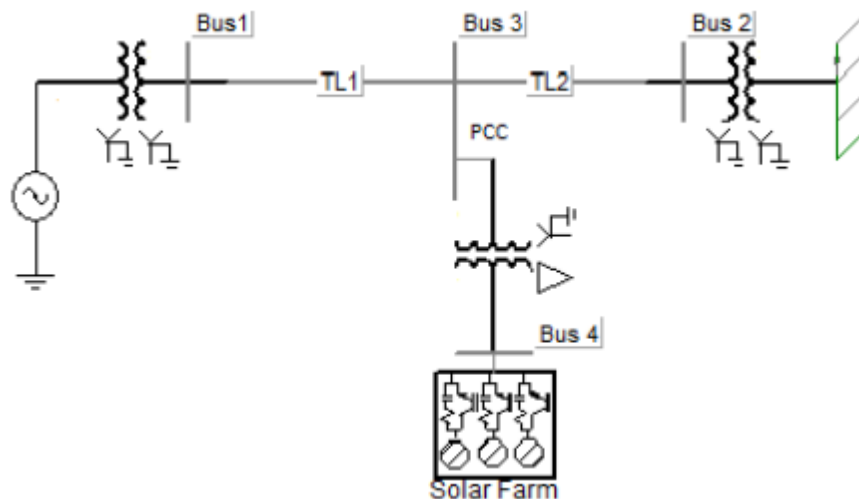 Bus1
Bus 3
Bus 2
TL1
TL2
PCC
Bus 4
Solar Farm